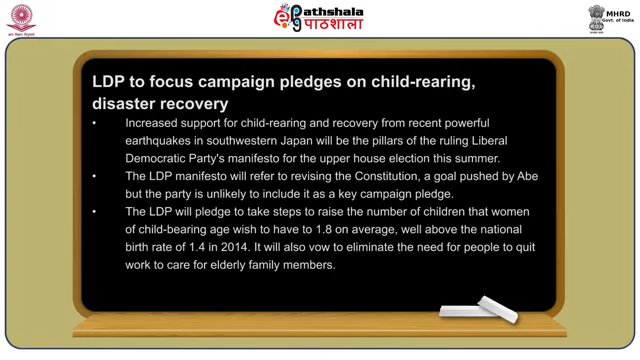 Pathshala
पाठशाला
MHRD
Govt. of India
LDP to focus campaign pledges on child-rearing,
disaster recovery
• Increased support for child-rearing and recovery from recent powerful
earthquakes in southwestern Japan will be the pillars of the ruling Liberal
Democratic Party's manifesto for the upper house election this summer.
• The LDP manifesto will refer to revising the Constitution, a goal pushed by Abe
but the party is unlikely to include it as a key campaign pledge.
• The LDP will pledge to take steps to raise the number of children that women
of child-bearing age wish to have to 1.8 on average, well above the national
birth rate of 1.4 in 2014. It will also vow to eliminate the need for people to quit
work to care for elderly family members.